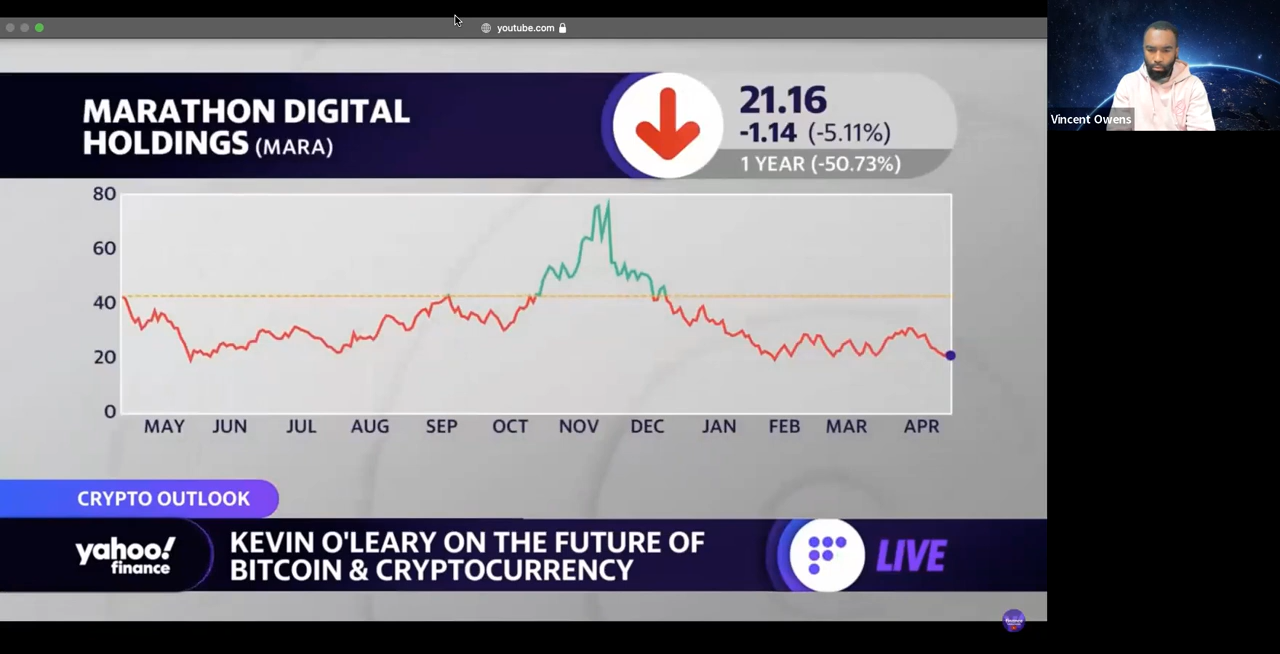 youtube.com
Vincent Owens
MARATHON DIGITAL
HOLDINGS (MARA)
21.16
-1.14 (-5.11%)
1 YEAR (-50.73%)
80
60
40
20
0
MAY JUN JUL AUG SEP OCT NOV DEC JAN FEB MAR APR
CRYPTO OUTLOOK
yahoo!
finance
KEVIN O'LEARY ON THE FUTURE OF
BITCOIN & CRYPTOCURRENCY
LIVE